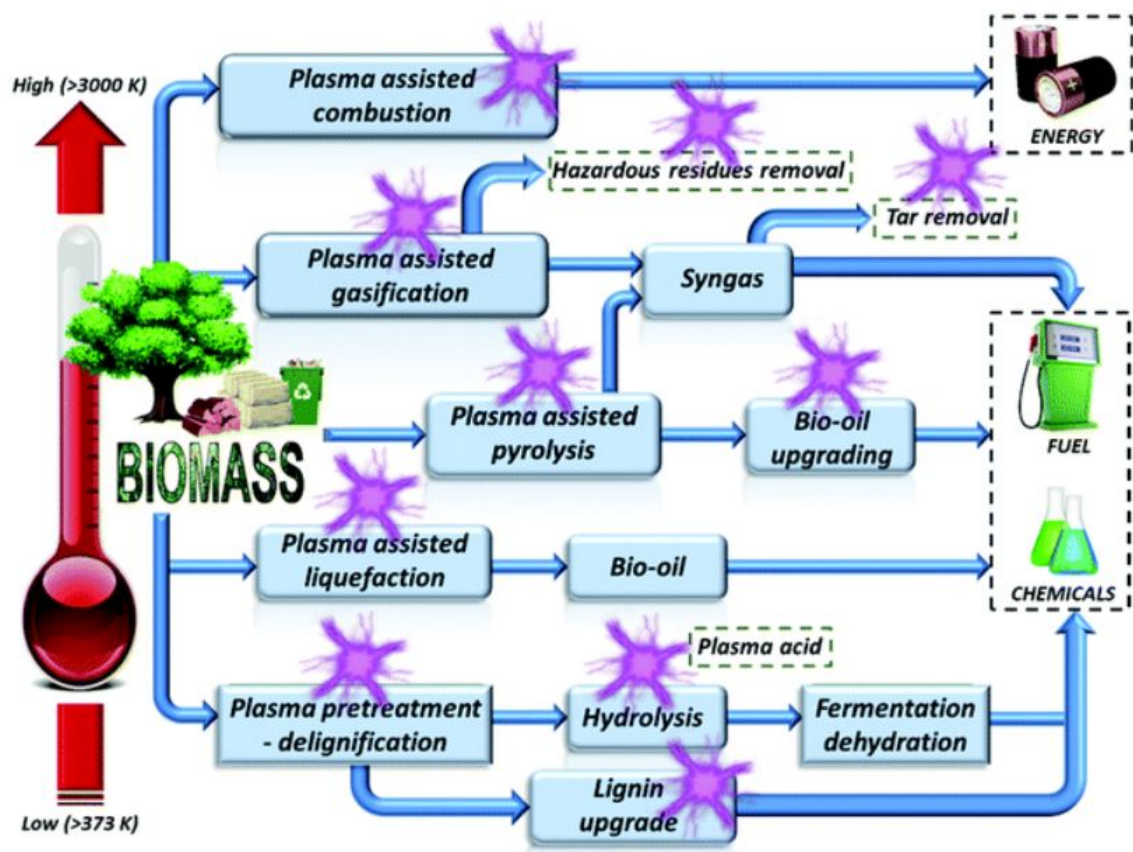 High (>3000 K)
Plasma assisted
combustion
ENERGY
Hazardous residues removal
Tar removal
Plasma assisted
gasification
Syngas
BIOMASS
Plasma assisted
pyrolysis
Bio-oil
upgrading
FUEL
Plasma assisted
liquefaction
Bio-oil
CHEMICALS
Plasma acid
Plasma pretreatment
- delignification
Hydrolysis
Fermentation
dehydration
Lignin
upgrade
Low (>373 K)